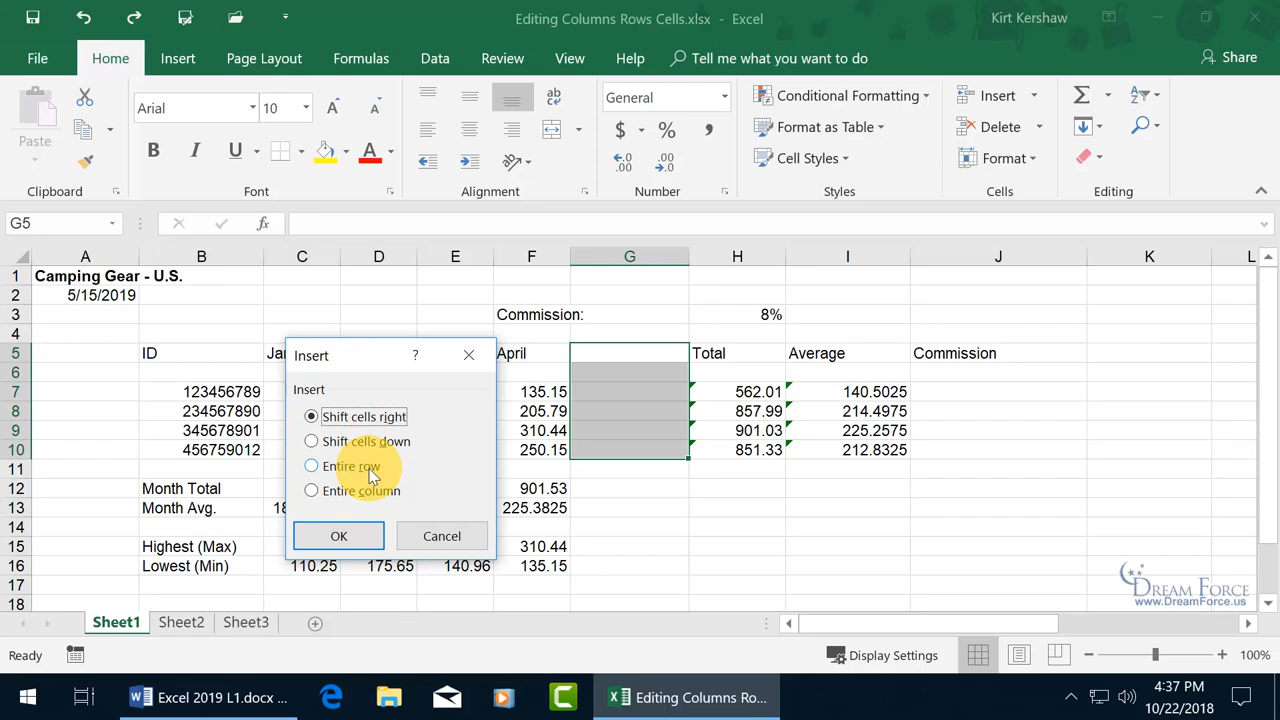 Editing Columns Rows Cells.xlsx - Excel
Kirt Kershaw
File Home Insert Page Layout Formulas Data Review View Help Tell me what you want to do Share
Paste
Arial 10
B I U A
General
$ % ,
Conditional Formatting
Format as Table
Cell Styles
Insert
Delete
Format
Clipboard Font Alignment Number Styles Cells Editing
G5 fx
A B C D E F G H I J K L
1 Camping Gear - U.S.
2 5/15/2019
3 Commission: 8%
4
5 ID Jan April Total Average Commission
6
7 123456789 135.15 562.01 140.5025
8 234567890 205.79 857.99 214.4975
9 345678901 310.44 901.03 225.2575
10 456759012 250.15 851.33 212.8325
11
12 Month Total 901.53
13 Month Avg. 18 225.3825
14
15 Highest (Max) 310.44
16 Lowest (Min) 110.25 175.65 140.96 135.15
17
18
Insert ?
Insert
Shift cells right
Shift cells down
Entire row
Entire column
OK Cancel
DREAM FORCE
www.DreamForce.us
Sheet1 Sheet2 Sheet3
Ready Display Settings 100%
Excel 2019 L1.docx ... Editing Columns Ro... 4:37 PM
10/22/2018